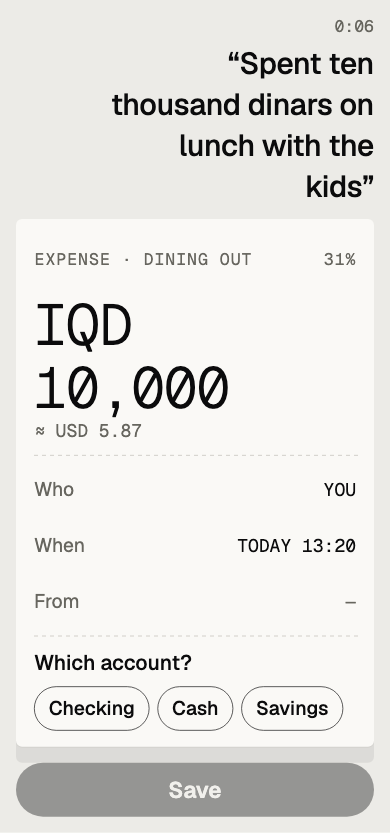 0:06
“Spent ten
thousand dinars on
lunch with the
kids”
EXPENSE · DINING OUT 31%
IQD
10,000
≈ USD 5.87
Who YOU
When TODAY 13:20
From –
Which account?
Checking Cash Savings
Save